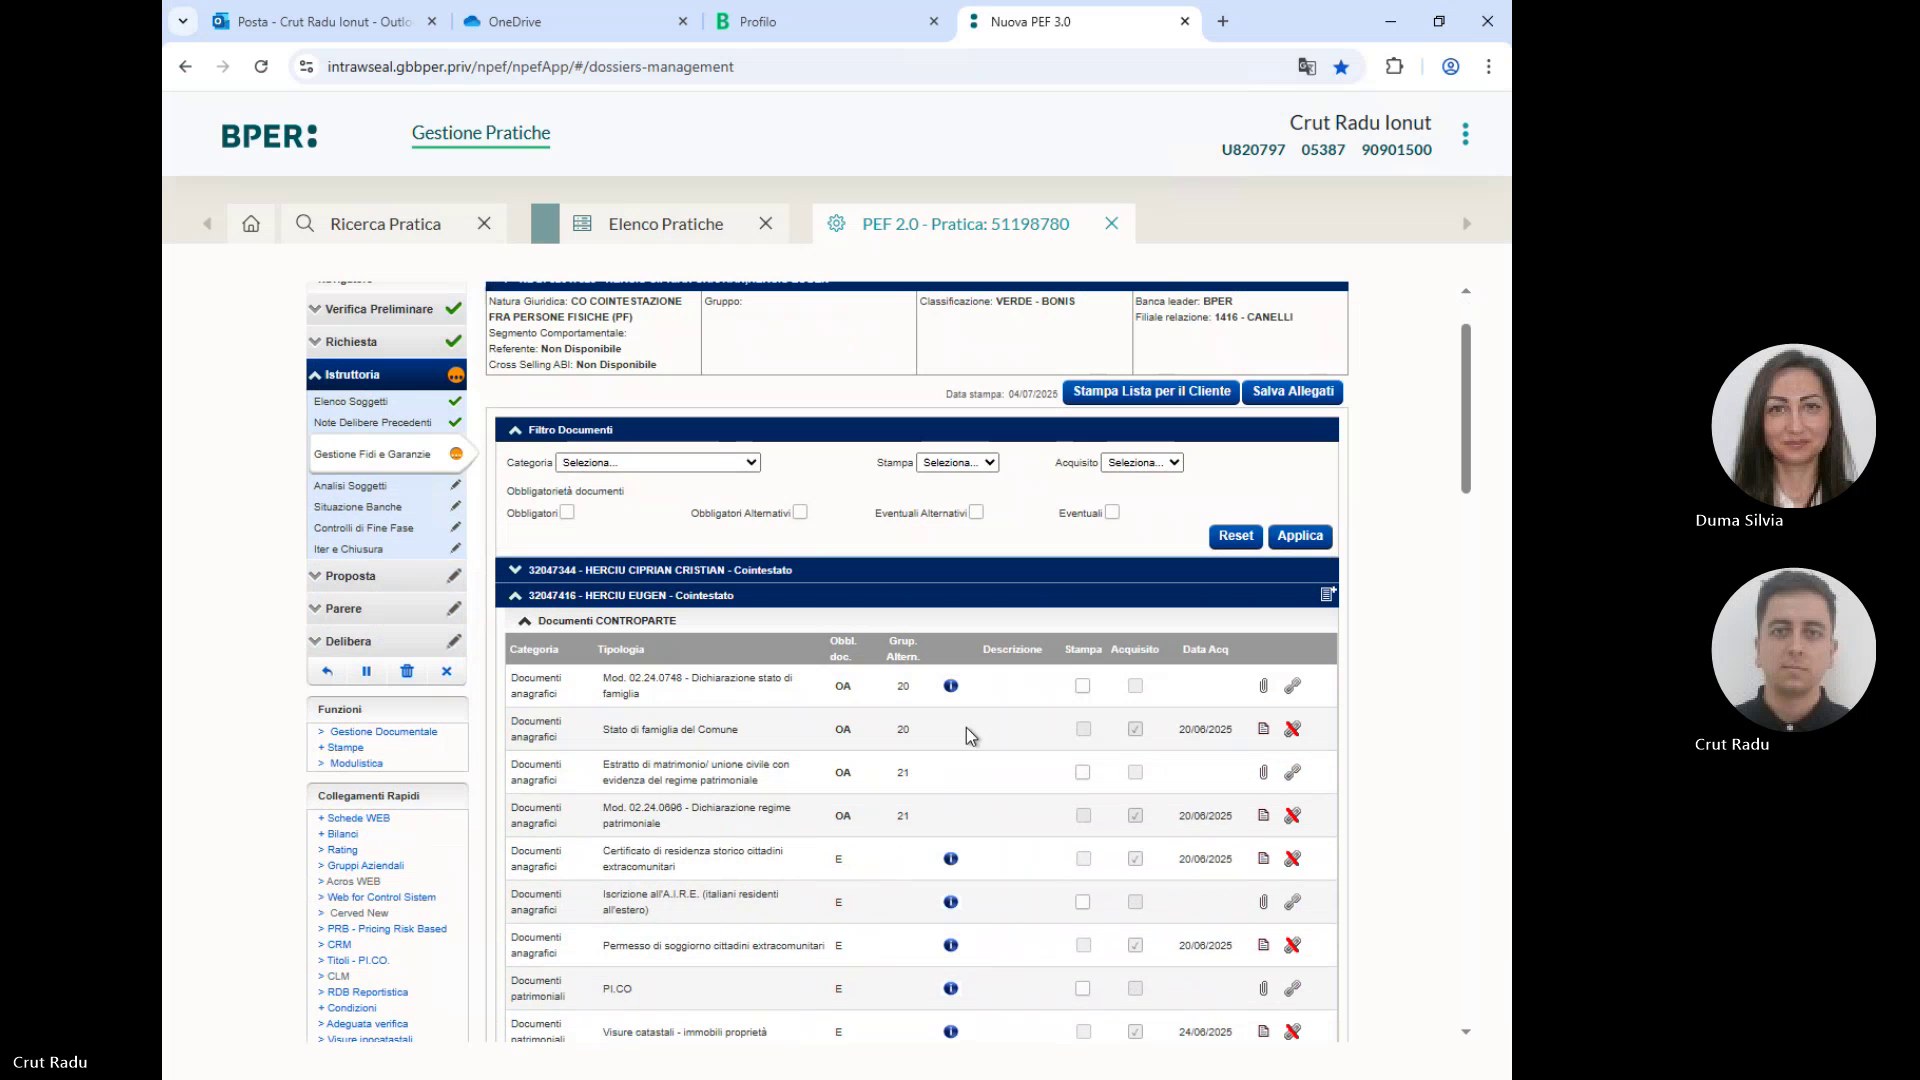 Posta - Crut Radu Ionut - Outlo
OneDrive
Profilo
Nuova PEF 3.0
intrawseal.gbbper.priv/npef/npefApp/#/dossiers-management
BPER:
Gestione Pratiche
Crut Radu Ionut
U820797 05387 90901500
Ricerca Pratica
Elenco Pratiche
PEF 2.0 - Pratica: 51198780
Verifica Preliminare
Richiesta
Istruttoria
Elenco Soggetti
Note Delibere Precedenti
Gestione Fidi e Garanzie
Analisi Soggetti
Situazione Banche
Controlli di Fine Fase
Iter e Chiusura
Proposta
Parere
Delibera
Funzioni
> Gestione Documentale
+ Stampe
> Modulistica
Collegamenti Rapidi
+ Schede WEB
+ Bilanci
> Rating
> Gruppi Aziendali
> Acros WEB
> Web for Control Sistem
> Cerved New
> PRB - Pricing Risk Based
> CRM
> Titoli - PI.CO.
> CLM
> RDB Reportistica
+ Condizioni
> Adeguata verifica
> Visure ipocatastali
Natura Giuridica: CO COINTESTAZIONE
FRA PERSONE FISICHE (PF)
Segmento Comportamentale:
Referente: Non Disponibile
Cross Selling ABI: Non Disponibile
Gruppo:
Classificazione: VERDE - BONIS
Banca leader: BPER
Filiale relazione: 1416 - CANELLI
Data stampa: 04/07/2025
Stampa Lista per il Cliente
Salva Allegati
Filtro Documenti
Categoria Seleziona...
Stampa Seleziona...
Acquisito Seleziona...
Obbligatorietà documenti
Obbligatori
Obbligatori Alternativi
Eventuali Alternativi
Eventuali
Reset
Applica
32047344 - HERCIU CIPRIAN CRISTIAN - Cointestato
32047416 - HERCIU EUGEN - Cointestato
Documenti CONTROPARTE
Categoria Tipologia Obbl. doc. Grup. Altern. Descrizione Stampa Acquisito Data Acq
Documenti anagrafici Mod. 02.24.0748 - Dichiarazione stato di famiglia OA 20
Documenti anagrafici Stato di famiglia del Comune OA 20 20/06/2025
Documenti anagrafici Estratto di matrimonio/ unione civile con evidenza del regime patrimoniale OA 21
Documenti anagrafici Mod. 02.24.0696 - Dichiarazione regime patrimoniale OA 21 20/06/2025
Documenti anagrafici Certificato di residenza storico cittadini extracomunitari E 20/06/2025
Documenti anagrafici Iscrizione all'A.I.R.E. (italiani residenti all'estero) E
Documenti anagrafici Permesso di soggiorno cittadini extracomunitari E 20/06/2025
Documenti patrimoniali PI.CO E
Documenti patrimoniali Visure catastali - immobili proprietà E 24/06/2025
Duma Silvia
Crut Radu
Crut Radu